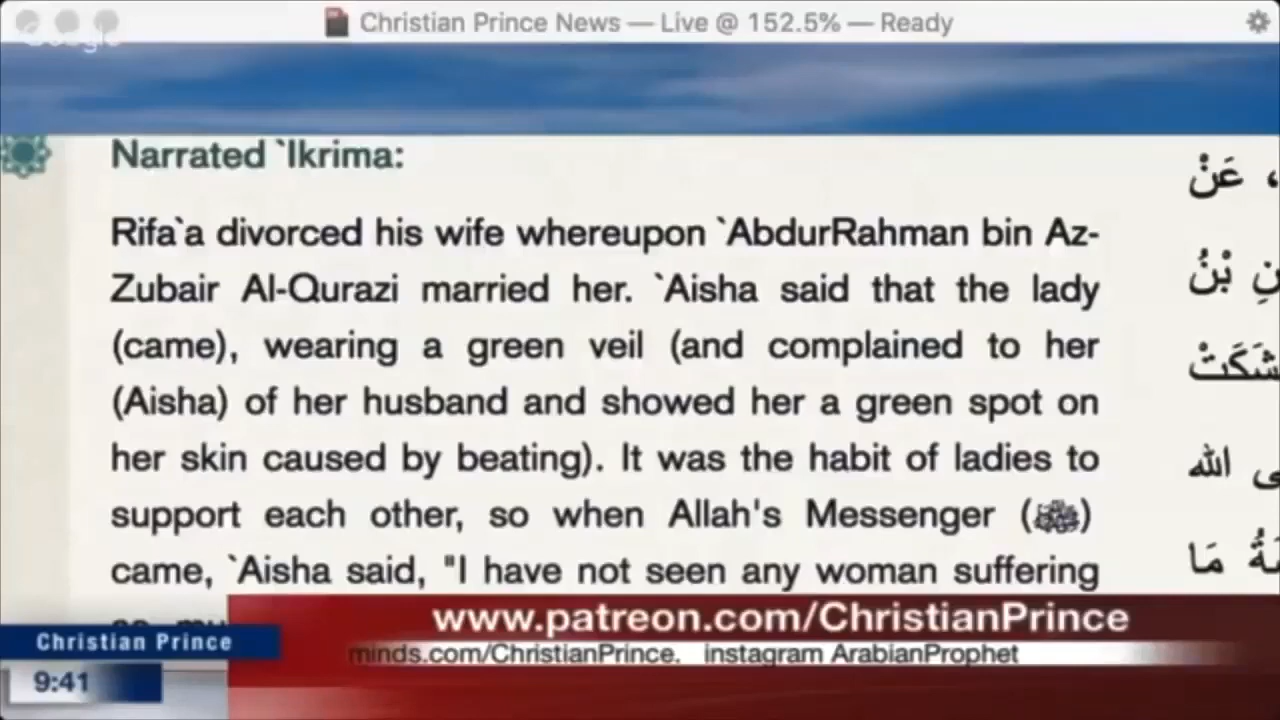 Christian Prince News — Live @ 152.5% — Ready
Google
Narrated `Ikrima:
Rifa`a divorced his wife whereupon `AbdurRahman bin Az-
Zubair Al-Qurazi married her. `Aisha said that the lady
(came), wearing a green veil (and complained to her
(Aisha) of her husband and showed her a green spot on
her skin caused by beating). It was the habit of ladies to
support each other, so when Allah's Messenger (ﷺ)
came, `Aisha said, "I have not seen any woman suffering
، عَنْ
نِ بْنُ
الله
مَا
www.patreon.com/ChristianPrince
Christian Prince
minds.com/ChristianPrince. instagram ArabianProphet
9:41